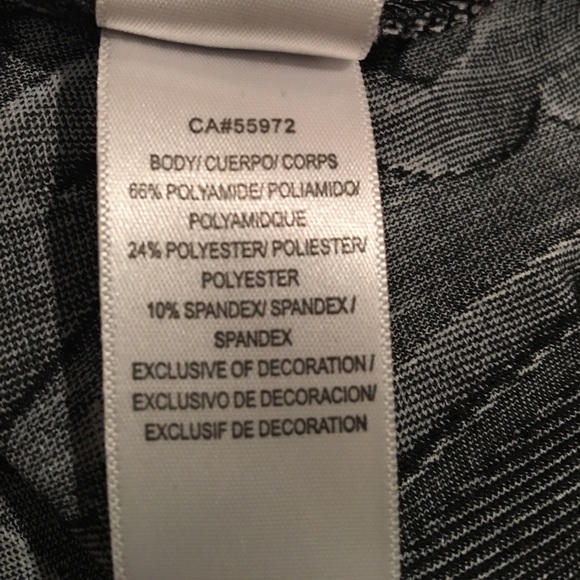 CA#55972
BODY/ CUERPO/ CORPS
66% POLYAMIDE/ POLIAMIDO/
POLYAMIDQUE
24% POLYESTER/ POLIESTER/
POLYESTER
10% SPANDEX/ SPANDEX /
SPANDEX
EXCLUSIVE OF DECORATION /
EXCLUSIVO DE DECORACION/
EXCLUSIF DE DECORATION